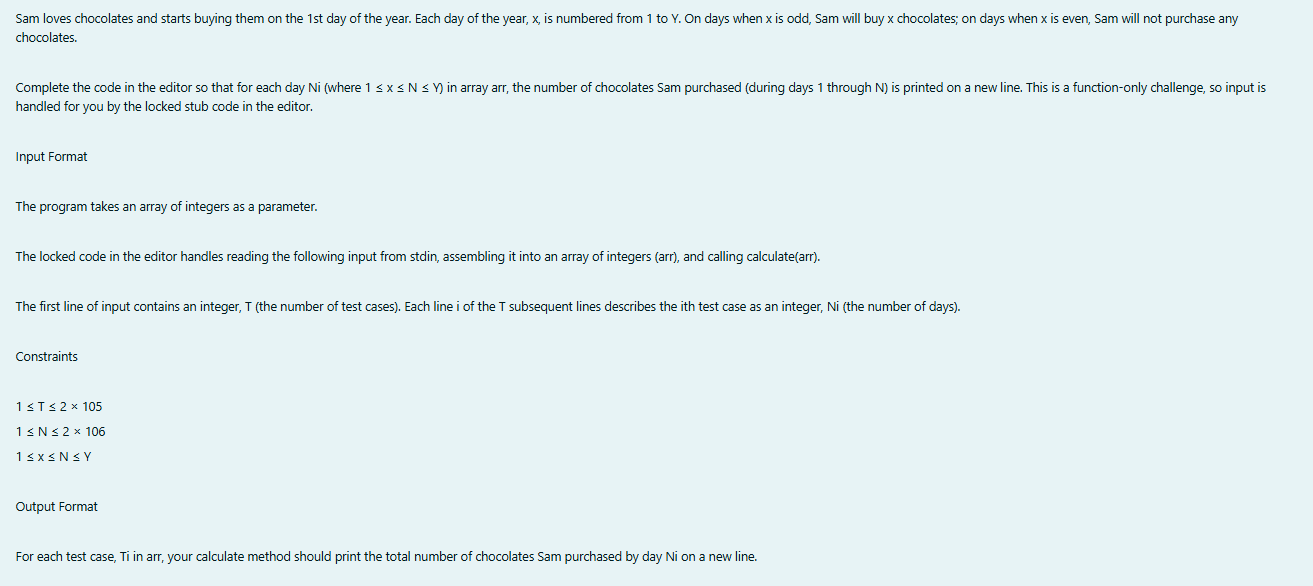 Sam loves chocolates and starts buying them on the 1st day of the year. Each day of the year, x, is numbered from 1 to Y. On days when x is odd, Sam will buy x chocolates; on days when x is even, Sam will not purchase any
chocolates.
Complete the code in the editor so that for each day Ni (where 1 ≤ x ≤ N ≤ Y) in array arr, the number of chocolates Sam purchased (during days 1 through N) is printed on a new line. This is a function-only challenge, so input is
handled for you by the locked stub code in the editor.
Input Format
The program takes an array of integers as a parameter.
The locked code in the editor handles reading the following input from stdin, assembling it into an array of integers (arr), and calling calculate(arr).
The first line of input contains an integer, T (the number of test cases). Each line i of the T subsequent lines describes the ith test case as an integer, Ni (the number of days).
Constraints
1 ≤ T ≤ 2 × 105
1 ≤ N ≤ 2 × 106
1 ≤ x ≤ N ≤ Y
Output Format
For each test case, Ti in arr, your calculate method should print the total number of chocolates Sam purchased by day Ni on a new line.